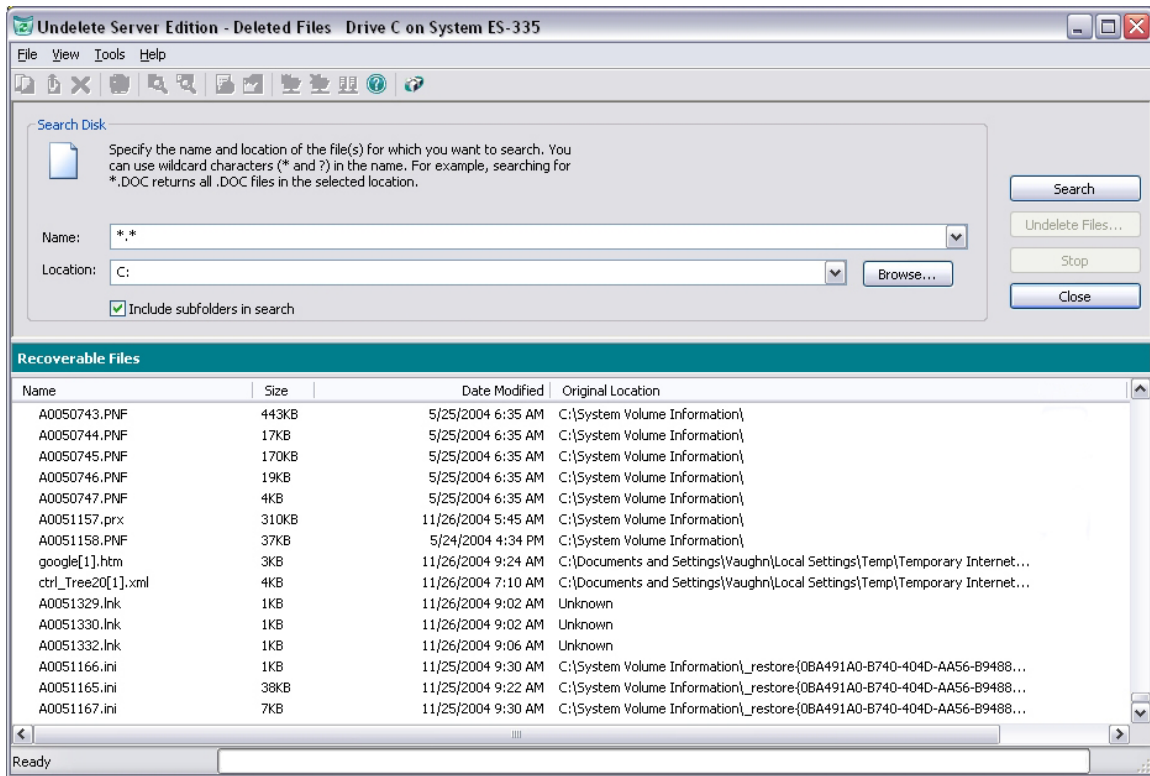 Undelete Server Edition - Deleted Files   Drive C on System ES-335
File View Tools Help
Search Disk
Specify the name and location of the file(s) for which you want to search. You
can use wildcard characters (* and ?) in the name. For example, searching for
*.DOC returns all .DOC files in the selected location.
Search
Name: *.*
Undelete Files...
Location: C: Browse...
Stop
Close
Include subfolders in search
Recoverable Files
Name Size Date Modified Original Location
A0050743.PNF 443KB 5/25/2004 6:35 AM C:\System Volume Information\
A0050744.PNF 17KB 5/25/2004 6:35 AM C:\System Volume Information\
A0050745.PNF 170KB 5/25/2004 6:35 AM C:\System Volume Information\
A0050746.PNF 19KB 5/25/2004 6:35 AM C:\System Volume Information\
A0050747.PNF 4KB 5/25/2004 6:35 AM C:\System Volume Information\
A0051157.prx 310KB 11/26/2004 5:45 AM C:\System Volume Information\
A0051158.PNF 37KB 5/24/2004 4:34 PM C:\System Volume Information\
google[1].htm 3KB 11/26/2004 9:24 AM C:\Documents and Settings\Vaughn\Local Settings\Temp\Temporary Internet...
ctrl_Tree20[1].xml 4KB 11/26/2004 7:10 AM C:\Documents and Settings\Vaughn\Local Settings\Temp\Temporary Internet...
A0051329.lnk 1KB 11/26/2004 9:02 AM Unknown
A0051330.lnk 1KB 11/26/2004 9:02 AM Unknown
A0051332.lnk 1KB 11/26/2004 9:06 AM Unknown
A0051166.ini 1KB 11/25/2004 9:30 AM C:\System Volume Information\_restore{0BA491A0-B740-404D-AA56-B9488...
A0051165.ini 38KB 11/25/2004 9:22 AM C:\System Volume Information\_restore{0BA491A0-B740-404D-AA56-B9488...
A0051167.ini 7KB 11/25/2004 9:30 AM C:\System Volume Information\_restore{0BA491A0-B740-404D-AA56-B9488...
Ready